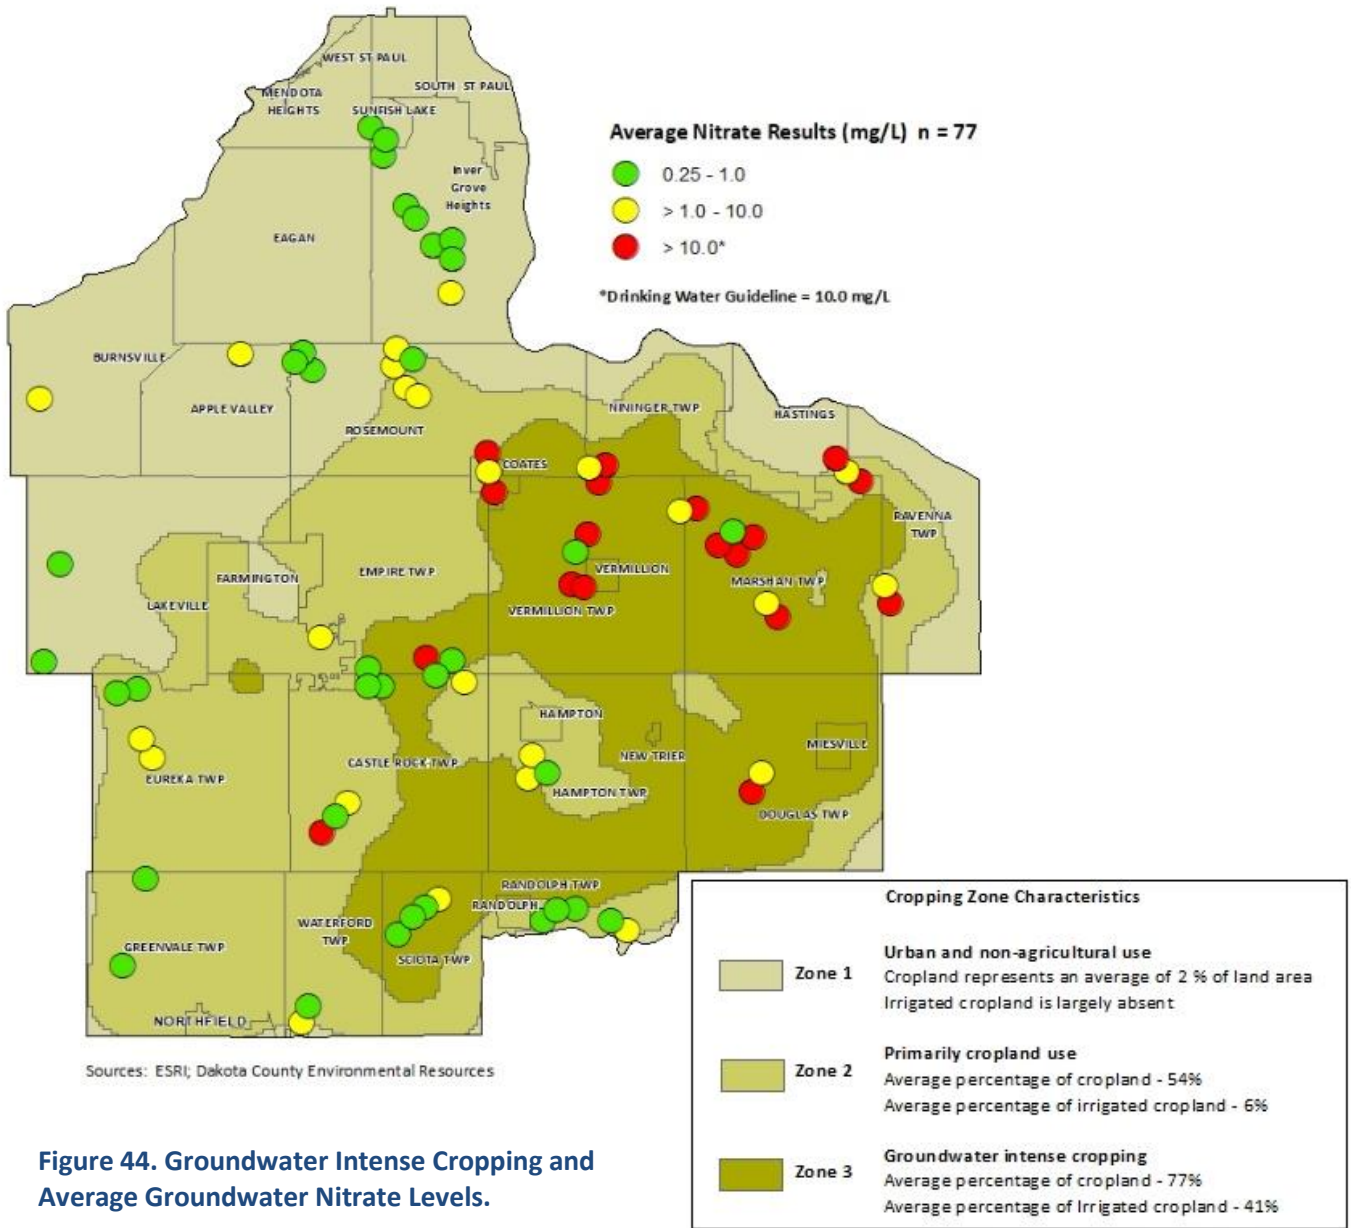 WEST ST PAUL
SOUTH ST PAUL
MENDOTA
HEIGHTS
SUNFISH LAKE
Inver
Grove
Heights
EAGAN
Average Nitrate Results (mg/L) n = 77
0.25 - 1.0
> 1.0 - 10.0
> 10.0*
*Drinking Water Guideline = 10.0 mg/L
BURNSVILLE
APPLE VALLEY
ROSEMOUNT
NININGER TWP
HASTINGS
COATES
RAVENNA
TWP
FARMINGTON
EMPIRE TWP
VERMILLION
MARSHAN TWP
LAKEVILLE
VERMILLION TWP
HAMPTON
MIESVILLE
NEW TRIER
CASTLE ROCK TWP
EUREKA TWP
HAMPTON TWP
DOUGLAS TWP
RANDOLPH TWP
RANDOLPH
WATERFORD
TWP
GREENVALE TWP
SCIOTA TWP
NORTHFIELD
Sources: ESRI; Dakota County Environmental Resources
Cropping Zone Characteristics
Zone 1
Urban and non-agricultural use
Cropland represents an average of 2 % of land area
Irrigated cropland is largely absent
Zone 2
Primarily cropland use
Average percentage of cropland - 54%
Average percentage of irrigated cropland - 6%
Zone 3
Groundwater intense cropping
Average percentage of cropland - 77%
Average percentage of Irrigated cropland - 41%
Figure 44. Groundwater Intense Cropping and
Average Groundwater Nitrate Levels.